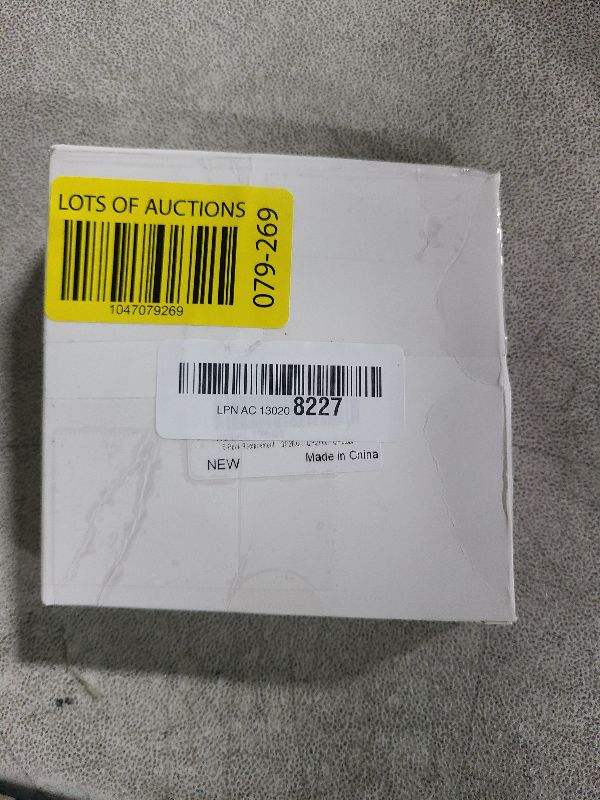 LOTS OF AUCTIONS
079-269
1047079269
LPN AC 13020 8227
NEW
Made in China